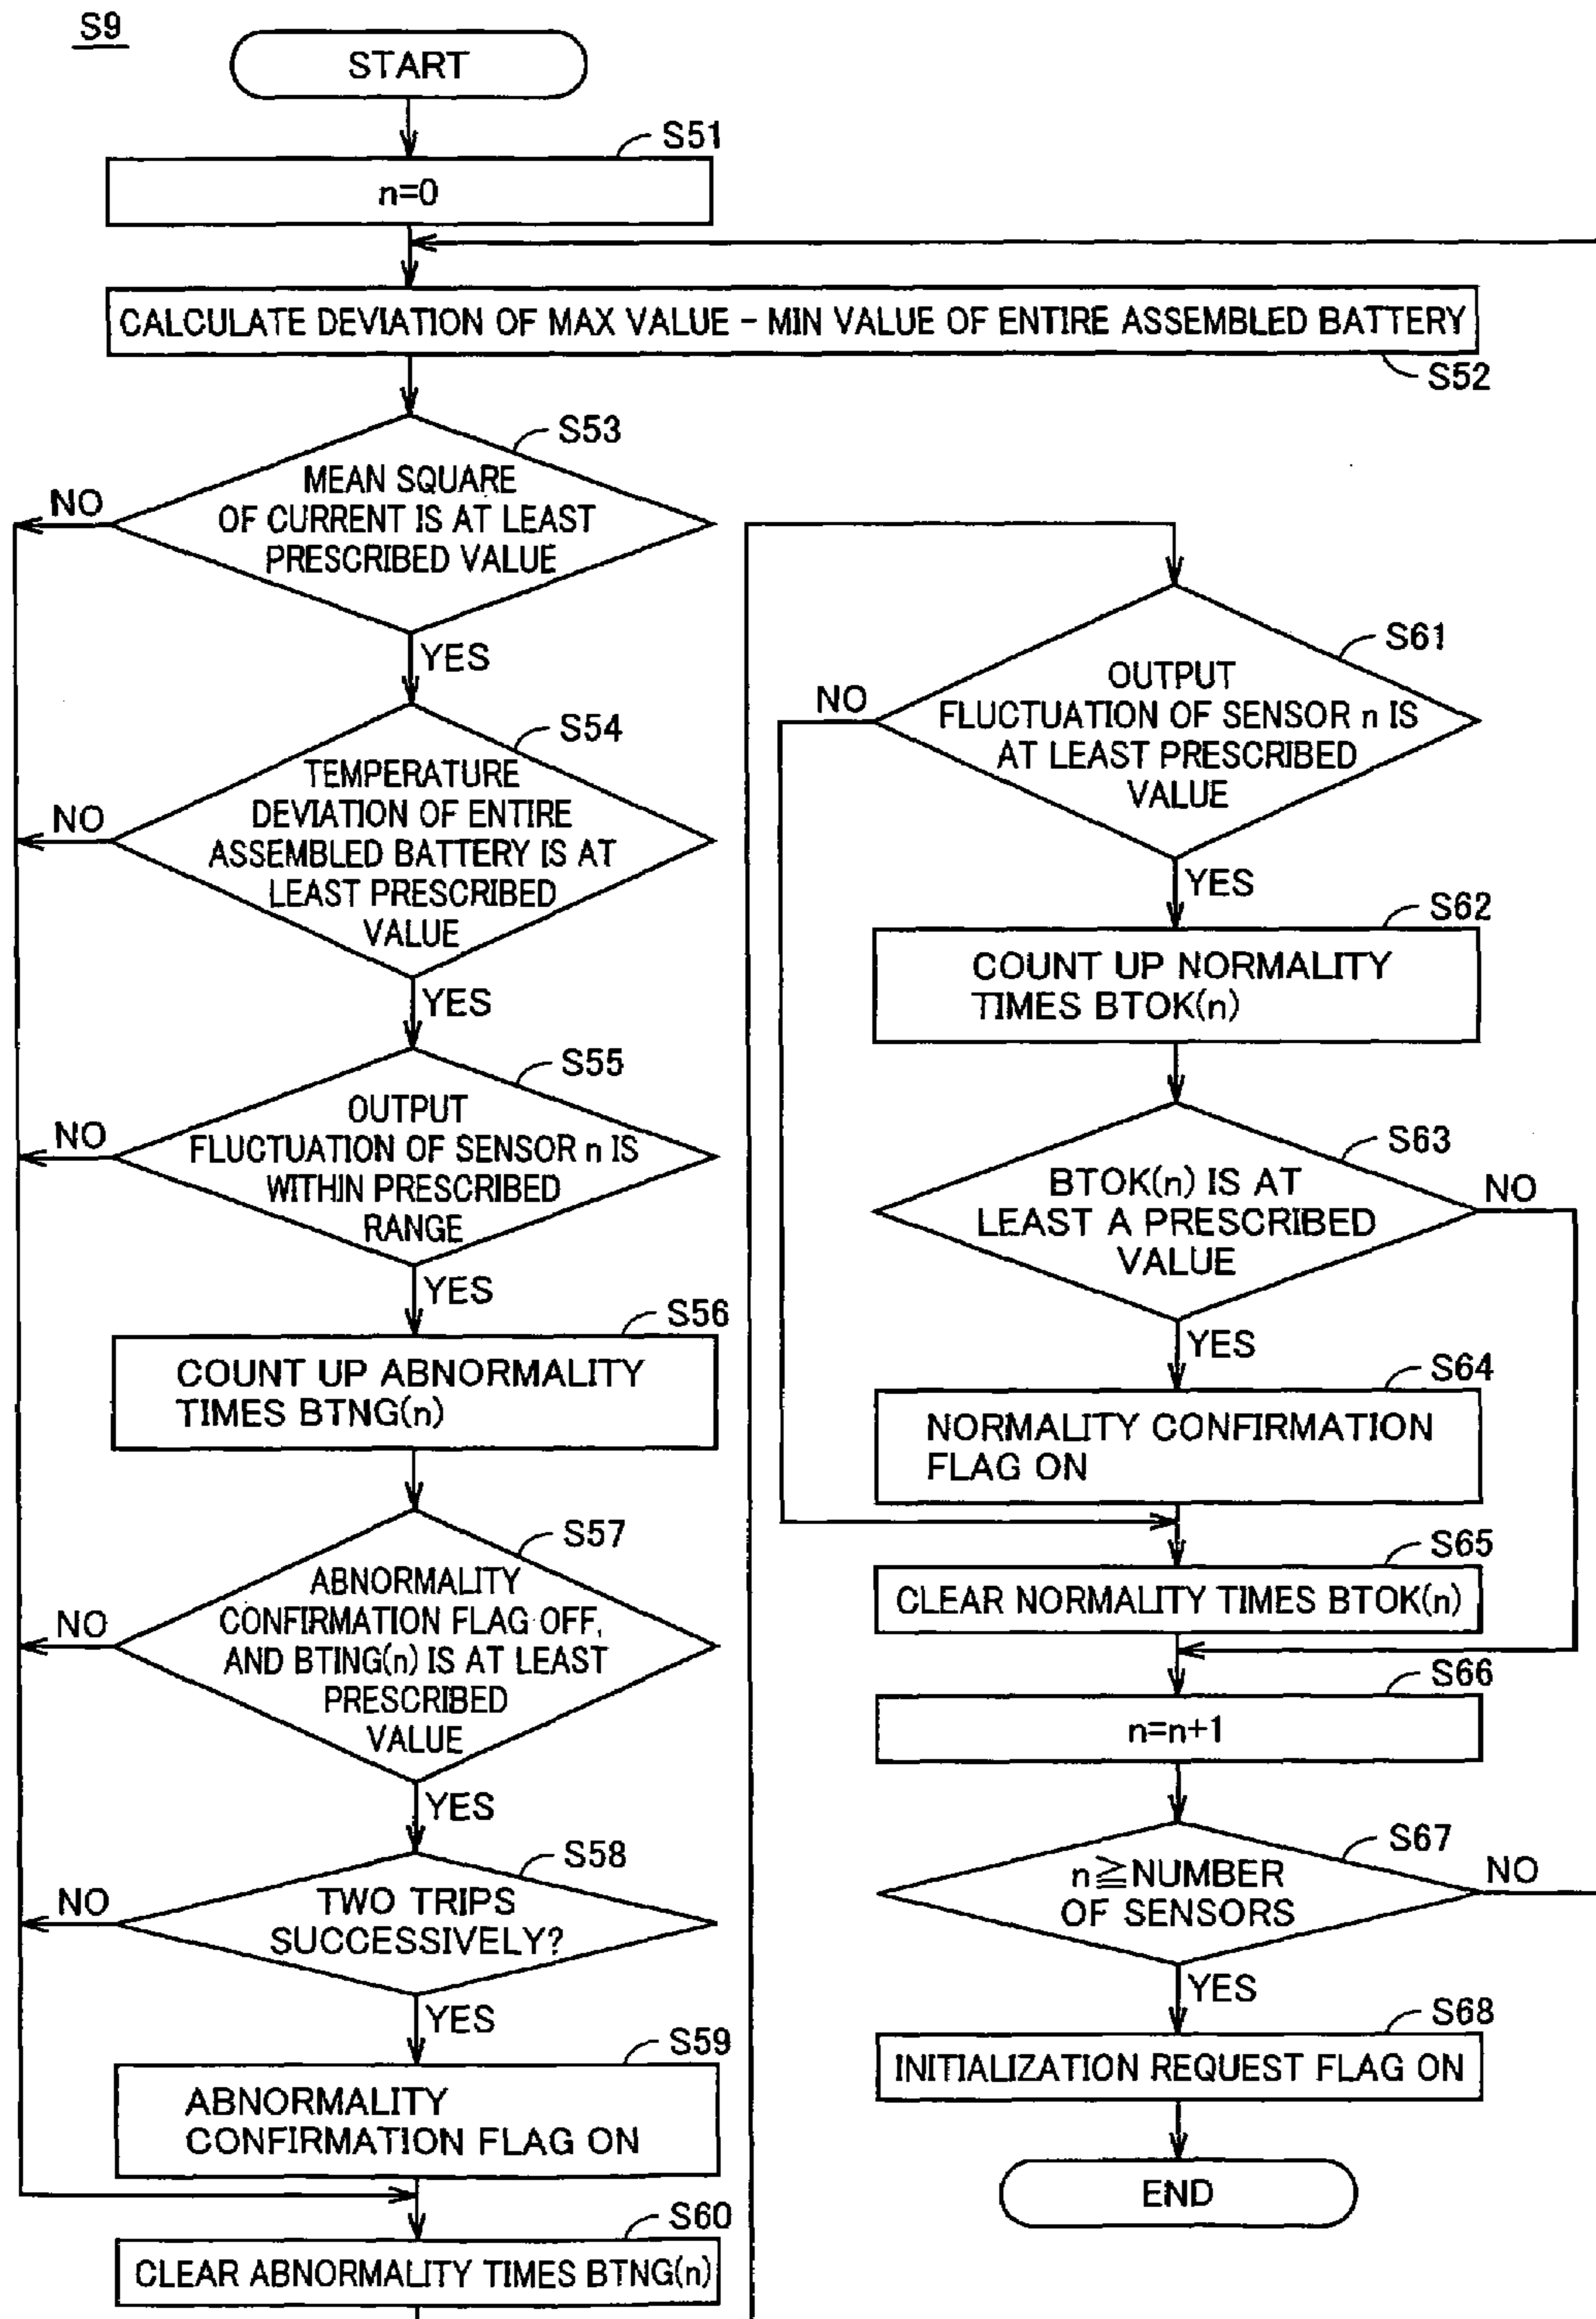 S9
START
S51
n=0
CALCULATE DEVIATION OF MAX VALUE - MIN VALUE OF ENTIRE ASSEMBLED BATTERY
S52
S53
MEAN SQUARE
OF CURRENT IS AT LEAST
PRESCRIBED VALUE
NO
YES
S54
TEMPERATURE
DEVIATION OF ENTIRE
ASSEMBLED BATTERY IS AT
LEAST PRESCRIBED
VALUE
NO
YES
S55
OUTPUT
FLUCTUATION OF SENSOR n IS
WITHIN PRESCRIBED
RANGE
NO
YES
S56
COUNT UP ABNORMALITY
TIMES BTNG(n)
S57
ABNORMALITY
CONFIRMATION FLAG OFF,
AND BTING(n) IS AT LEAST
PRESCRIBED
VALUE
NO
YES
S58
TWO TRIPS
SUCCESSIVELY?
NO
YES
S59
ABNORMALITY
CONFIRMATION FLAG ON
S60
CLEAR ABNORMALITY TIMES BTNG(n)
S61
OUTPUT
FLUCTUATION OF SENSOR n IS
AT LEAST PRESCRIBED
VALUE
NO
YES
S62
COUNT UP NORMALITY
TIMES BTOK(n)
S63
BTOK(n) IS AT
LEAST A PRESCRIBED
VALUE
NO
YES
S64
NORMALITY CONFIRMATION
FLAG ON
S65
CLEAR NORMALITY TIMES BTOK(n)
S66
n=n+1
S67
n≧NUMBER
OF SENSORS
NO
YES
S68
INITIALIZATION REQUEST FLAG ON
END